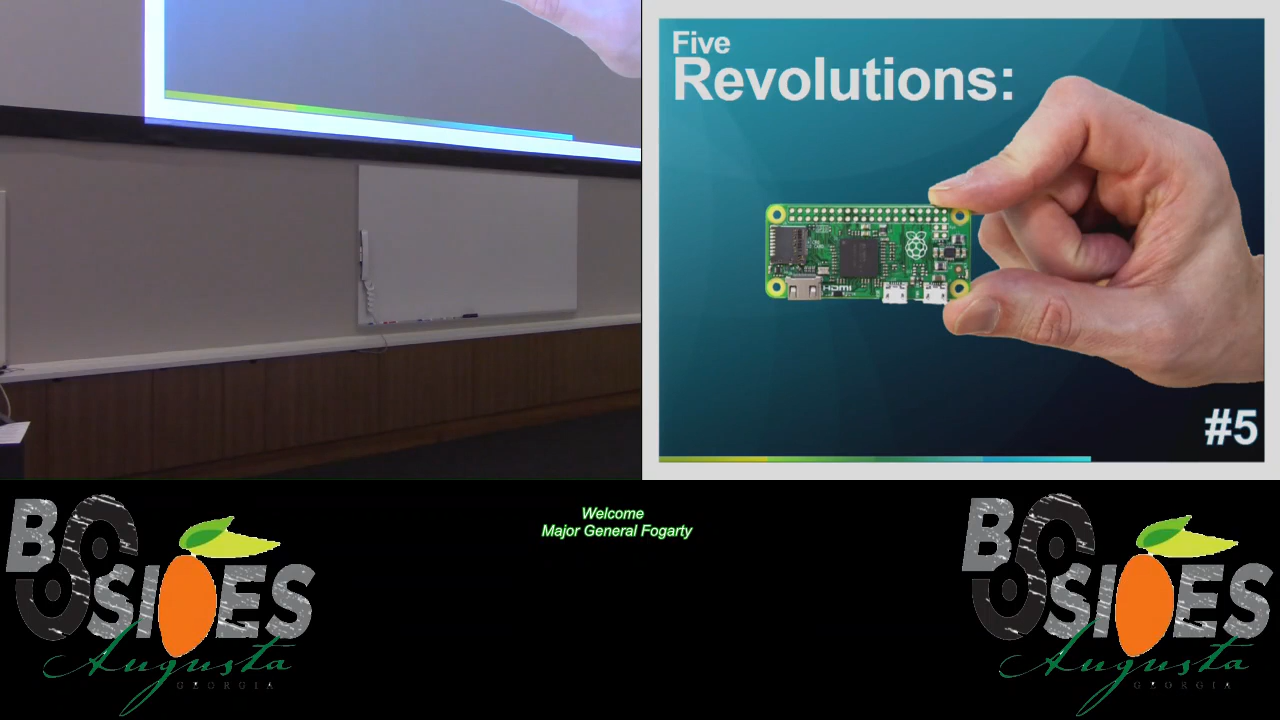 Five
Revolutions:
HDMI
#5
Welcome
Major General Fogarty
BSIDES
Augusta
GEORGIA
BSIDES
Augusta
GEORGIA